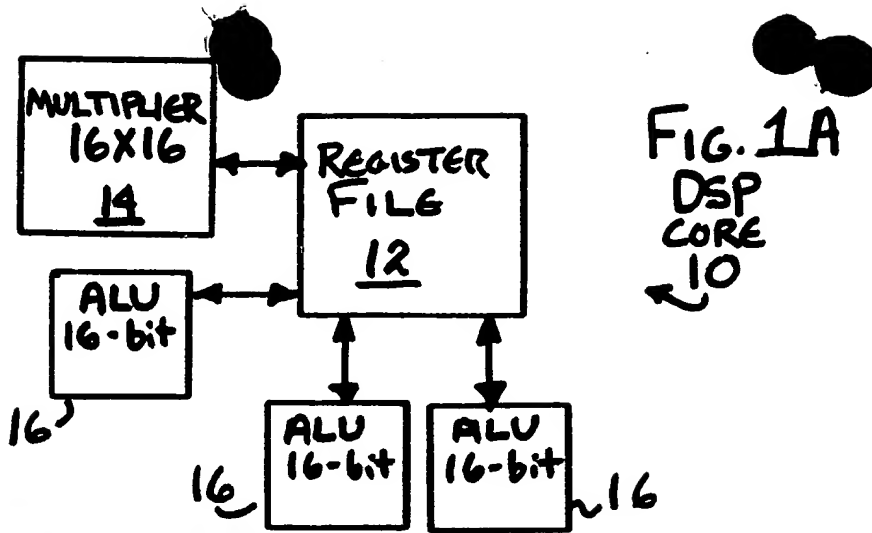 MULTIPLIER
16X16
14
REGISTER
FILE
12
FIG. 1A
DSP
CORE
10
ALU
16-bit
16
ALU
16-bit
16
ALU
16-bit
16